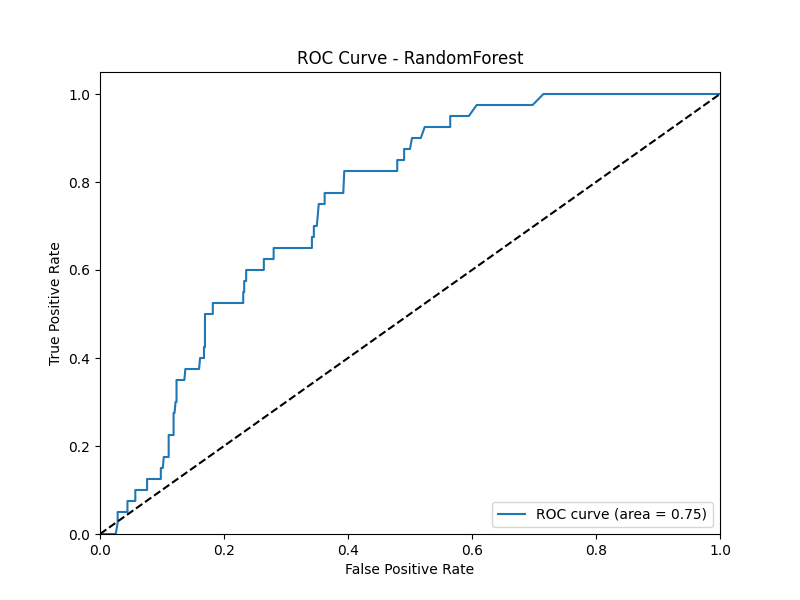 ROC Curve - RandomForest
True Positive Rate
1.0
0.8
0.6
0.4
0.2
0.0
0.0 0.2 0.4 0.6 0.8 1.0
False Positive Rate
ROC curve (area = 0.75)